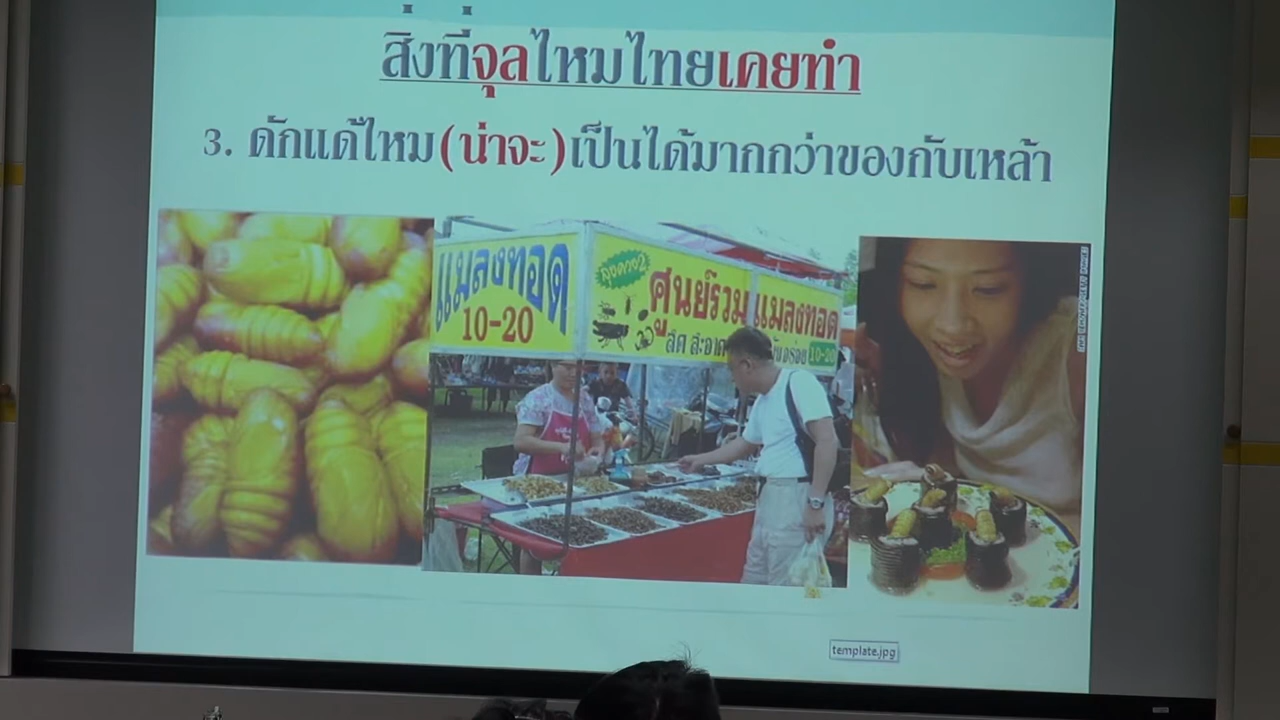 สิ่งที่จุลไหมไทยเคยทำ
3. ดักแด้ไหม(น่าจะ)เป็นได้มากกว่าของกับเหล้า
แมลงทอด
10-20
ศูนย์รวมแมลงทอด
10-20
template.jpg